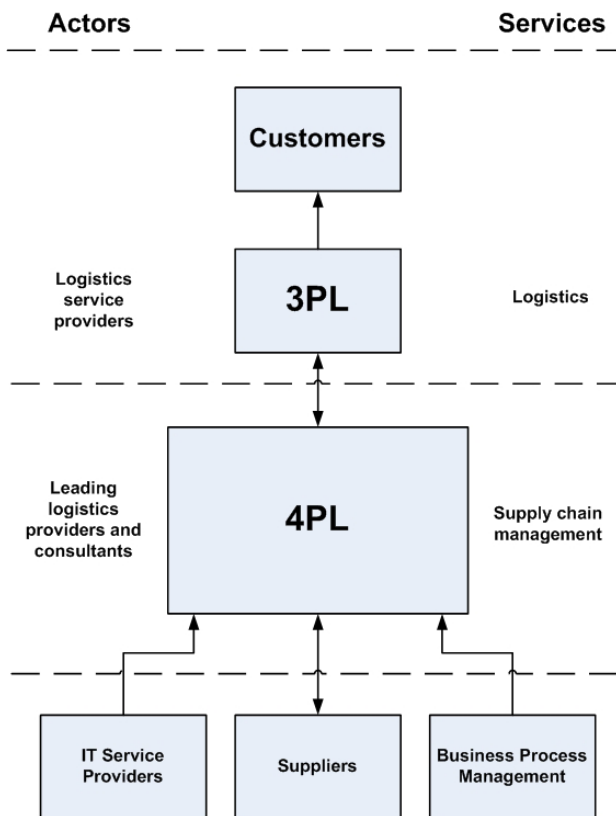 Actors
Services
Customers
Logistics
service
providers
3PL
Logistics
Leading
logistics
providers and
consultants
4PL
Supply chain
management
IT Service
Providers
Suppliers
Business Process
Management